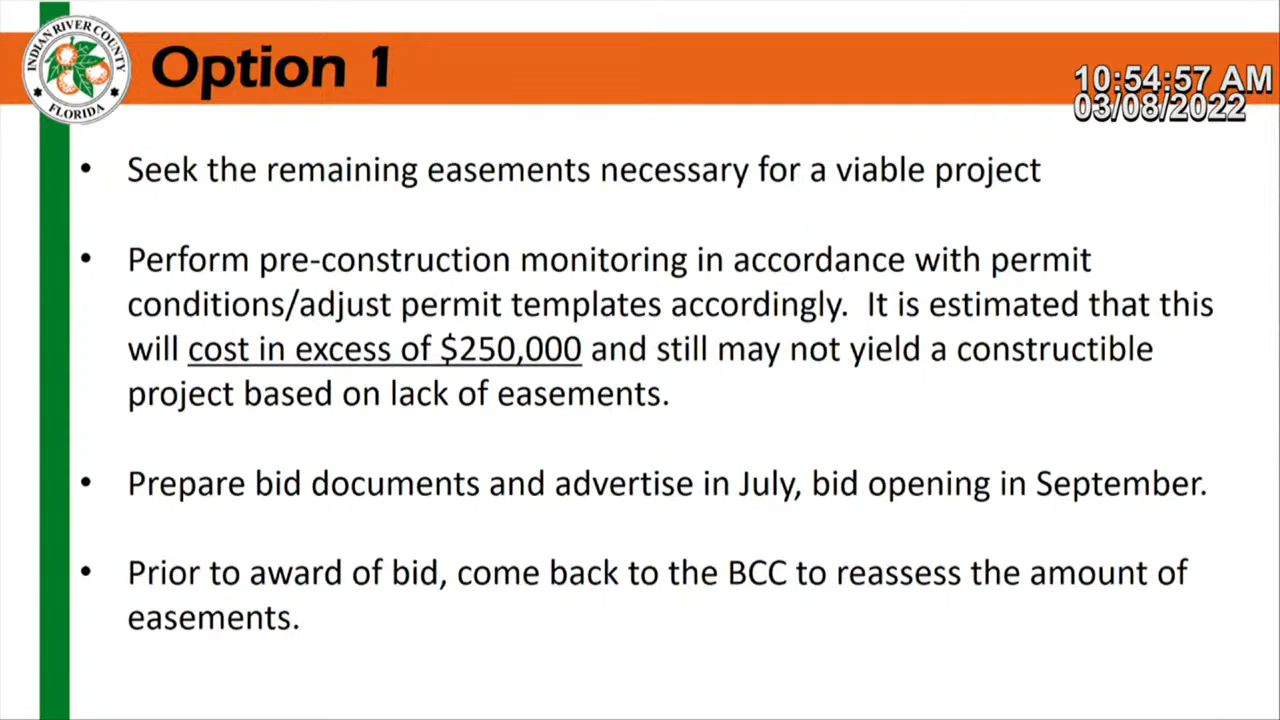 INDIAN RIVER COUNTY
FLORIDA
Option 1
10:54:57 AM
03/08/2022
• Seek the remaining easements necessary for a viable project
• Perform pre-construction monitoring in accordance with permit
conditions/adjust permit templates accordingly.  It is estimated that this
will cost in excess of $250,000 and still may not yield a constructible
project based on lack of easements.
• Prepare bid documents and advertise in July, bid opening in September.
• Prior to award of bid, come back to the BCC to reassess the amount of
easements.